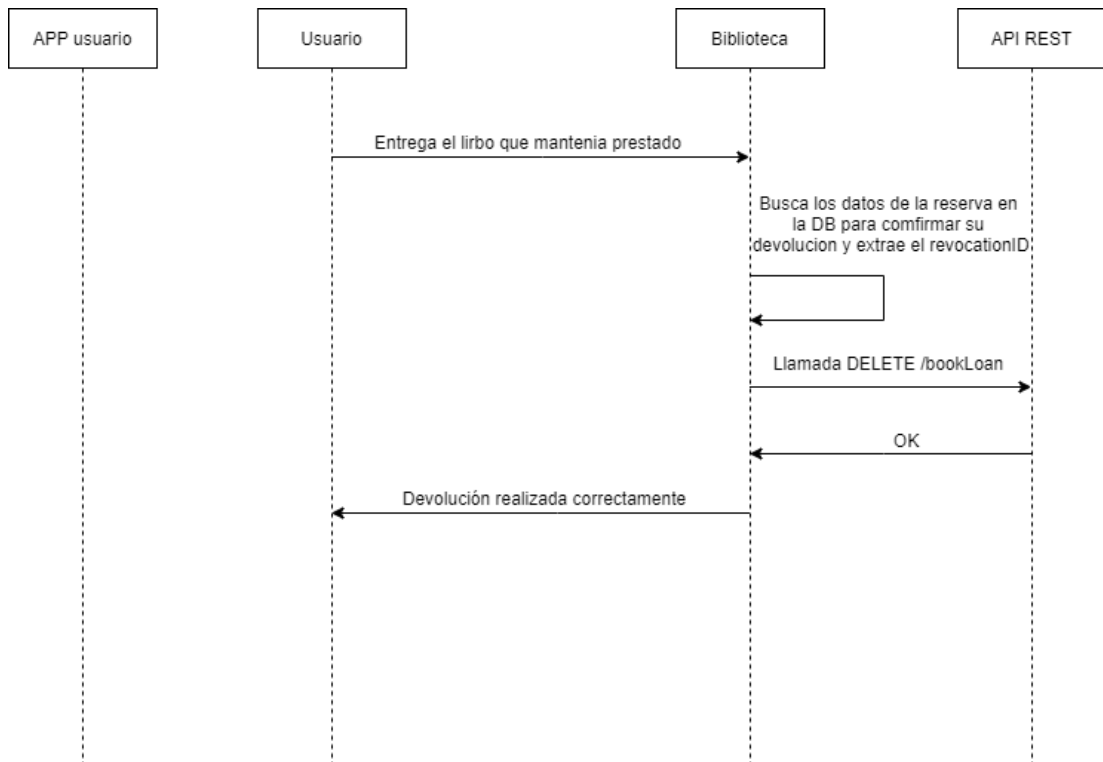 APP usuario
Usuario
Biblioteca
API REST
Entrega el lirbo que mantenia prestado
Busca los datos de la reserva en
la DB para comfirmar su
devolucion y extrae el revocationID
Llamada DELETE /bookLoan
OK
Devolución realizada correctamente